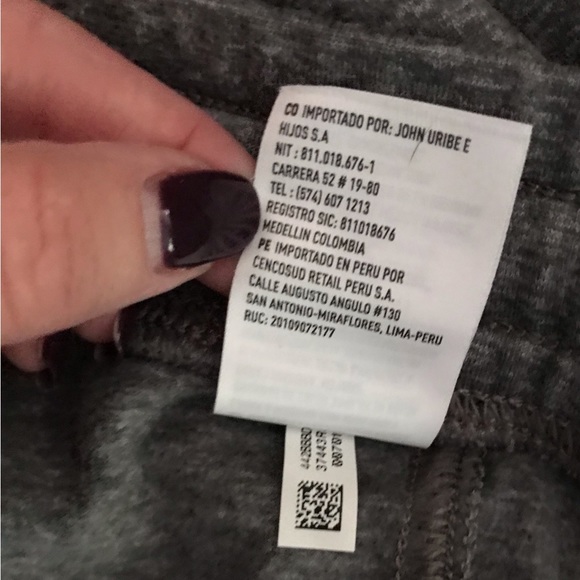 CO IMPORTADO POR: JOHN URIBE E
HIJOS S.A
NIT : 811.018.676-1
CARRERA 52 # 19-80
TEL : (574) 607 1213
REGISTRO SIC: 811018676
MEDELLIN COLOMBIA
PE IMPORTADO EN PERU POR
CENCOSUD RETAIL PERU S.A.
CALLE AUGUSTO ANGULO #130
SAN ANTONIO-MIRAFLORES, LIMA-PERU
RUC: 20109072177